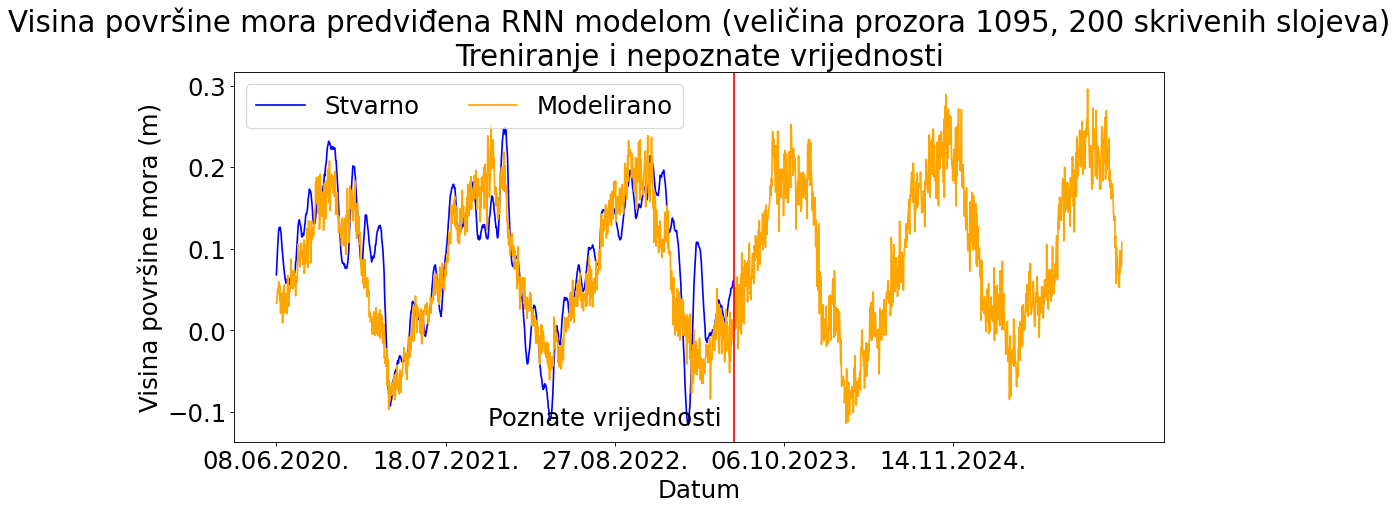 Visina površine mora predviđena RNN modelom (veličina prozora 1095, 200 skrivenih slojeva)
Treniranje i nepoznate vrijednosti
Stvarno
Modelirano
Visina površine mora (m)
0.3
0.2
0.1
0.0
−0.1
Poznate vrijednosti
08.06.2020.
18.07.2021.
27.08.2022.
06.10.2023.
14.11.2024.
Datum